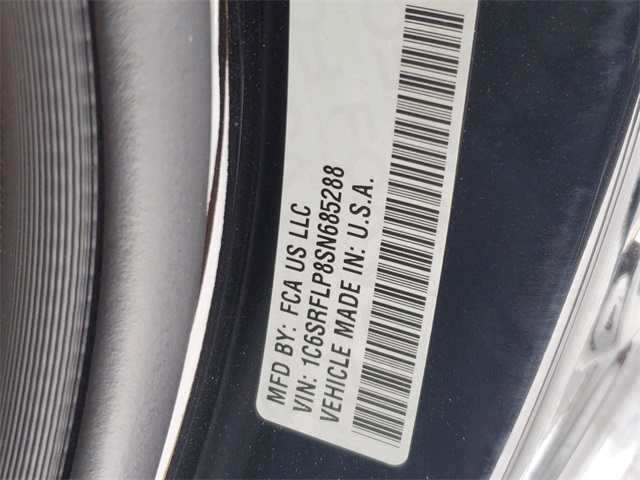 MFD BY: FCA US LLC
VIN: 1C6SRFLP8SN685288
VEHICLE MADE IN: U.S.A.